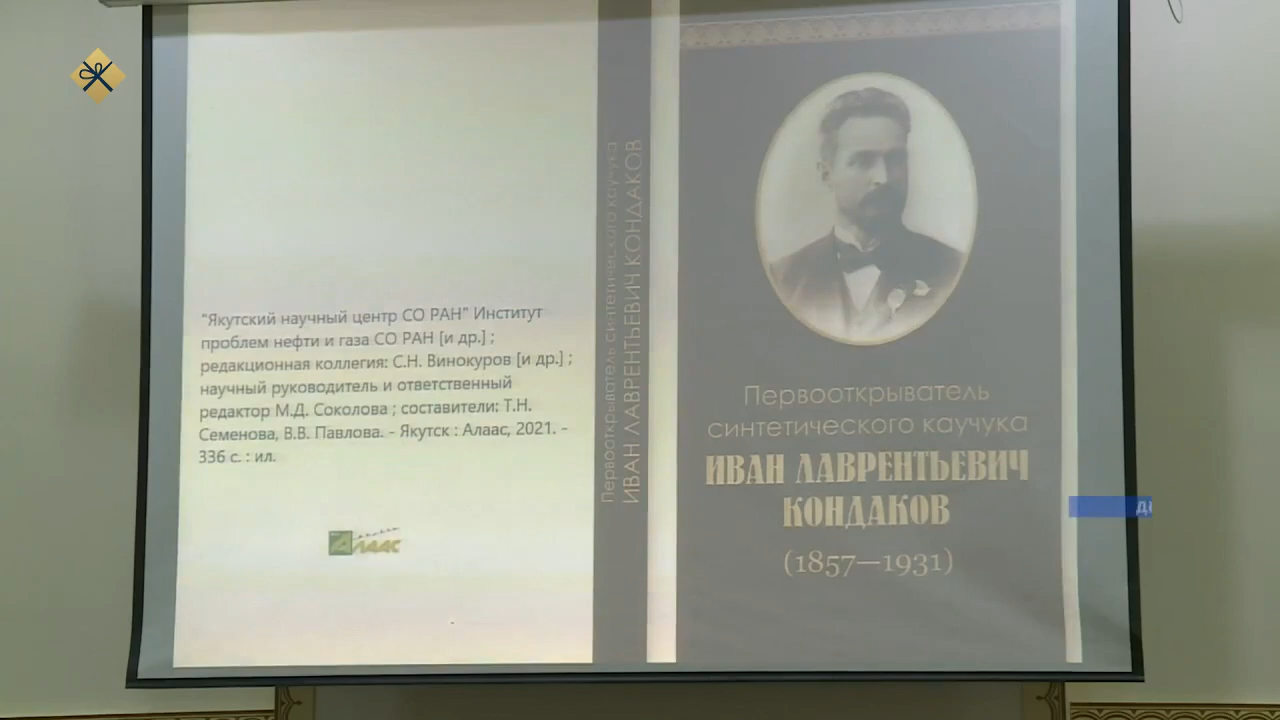 "Якутский научный центр СО РАН" Институт
проблем нефти и газа СО РАН [и др.] ;
редакционная коллегия: С.Н. Винокуров [и др.] ;
научный руководитель и ответственный
редактор М.Д. Соколова ; составители: Т.Н.
Семенова, В.В. Павлова. - Якутск : Алаас, 2021. -
336 с. : ил.
Алаас
Первооткрыватель синтетического каучука
ИВАН ЛАВРЕНТЬЕВИЧ КОНДАКОВ
Первооткрыватель
синтетического каучука
ИВАН ЛАВРЕНТЬЕВИЧ
КОНДАКОВ
(1857—1931)